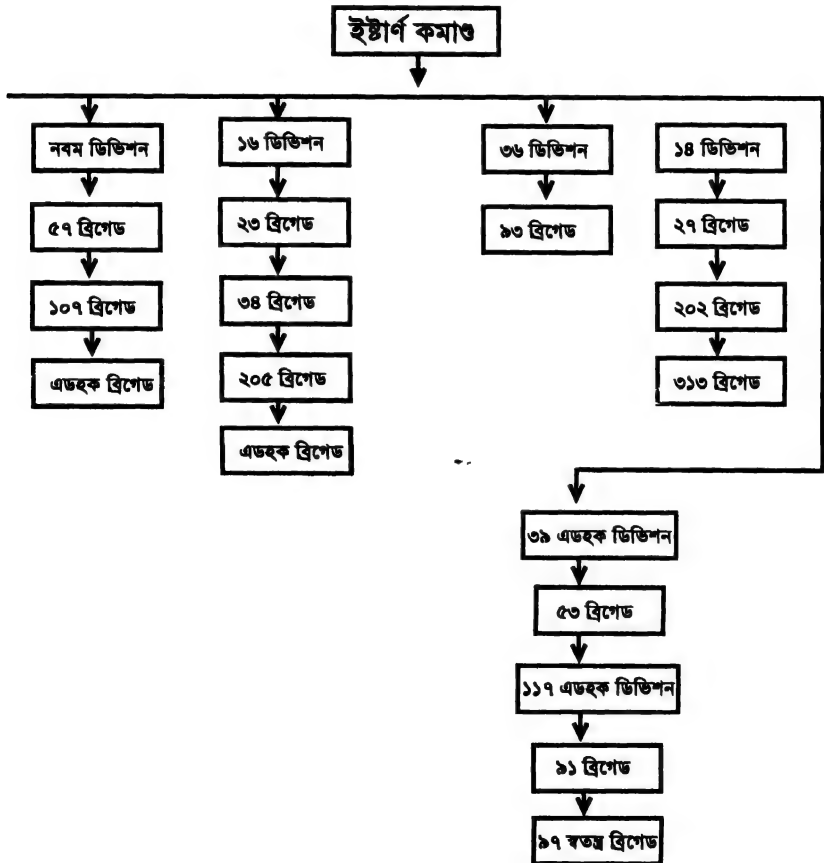 ইষ্টার্ণ কমাণ্ড
নবম ডিভিশন
৫৭ ব্রিগেড
১০৭ ব্রিগেড
এডহক ব্রিগেড
১৬ ডিভিশন
২৩ ব্রিগেড
৩৪ ব্রিগেড
২০৫ ব্রিগেড
এডহক ব্রিগেড
৩৬ ডিভিশন
৯৩ ব্রিগেড
১৪ ডিভিশন
২৭ ব্রিগেড
২০২ ব্রিগেড
৩১৩ ব্রিগেড
৩৯ এডহক ডিভিশন
৫৩ ব্রিগেড
১১৭ এডহক ডিভিশন
৯১ ব্রিগেড
৯৭ স্বতন্ত্র ব্রিগেড